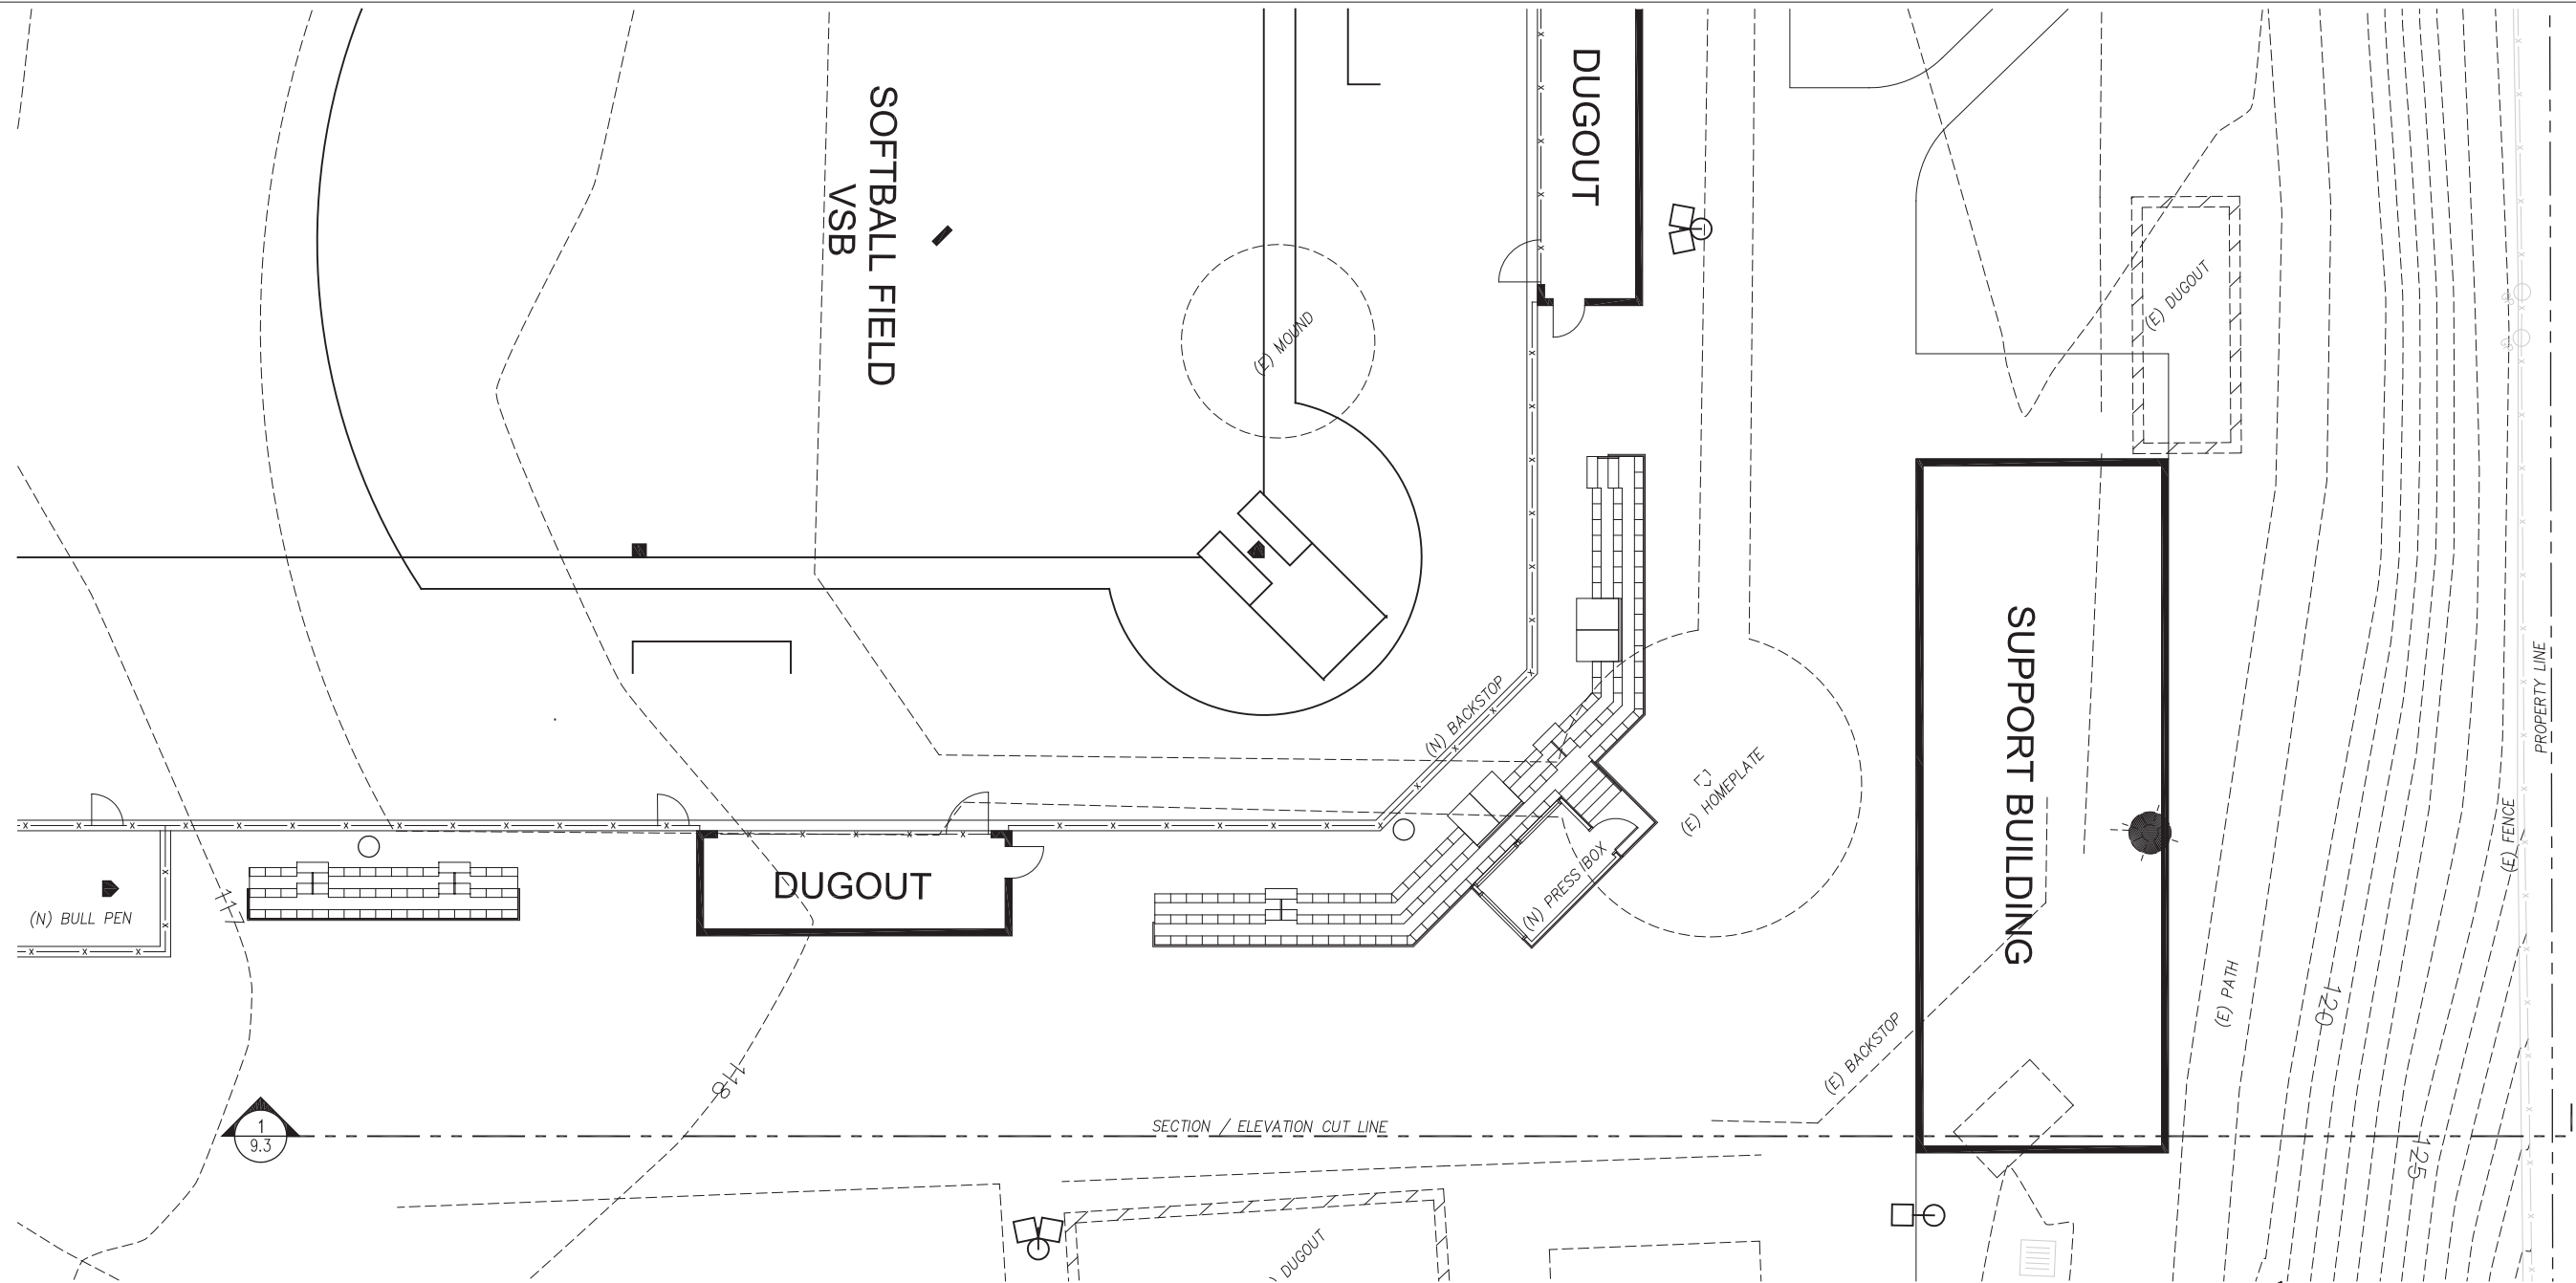 SOFTBALL FIELD
VSB
DUGOUT
(E) MOUND
(E) DUGOUT
SUPPORT BUILDING
PROPERTY LINE
(N) BACKSTOP
(E) HOMEPLATE
(E) FENCE
DUGOUT
(N) PRESS BOX
(N) BULL PEN
117
(E) PATH
120
(E) BACKSTOP
118
1
9.3
SECTION / ELEVATION CUT LINE
125
DUGOUT